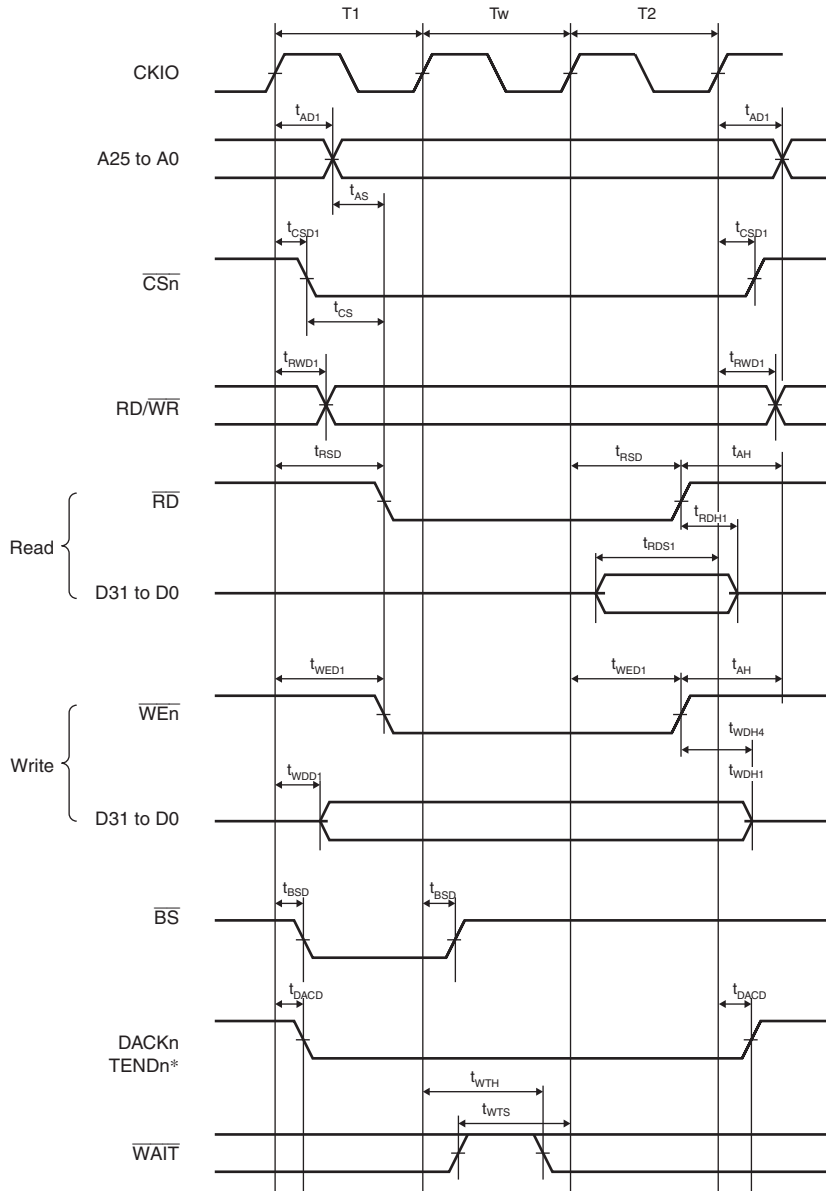 T1 Tw T2
CKIO
tAD1 tAD1
A25 to A0
tAS
tCSD1 tCSD1
CSn
tCS
tRWD1 tRWD1
RD/WR
tRSD tRSD tAH
RD
tRDH1
Read
tRDS1
D31 to D0
tWED1 tWED1 tAH
WEn
tWDH4
Write
tWDD1 tWDH1
D31 to D0
tBSD tBSD
BS
tDACD tDACD
DACKn
TENDn*
tWTH
tWTS
WAIT